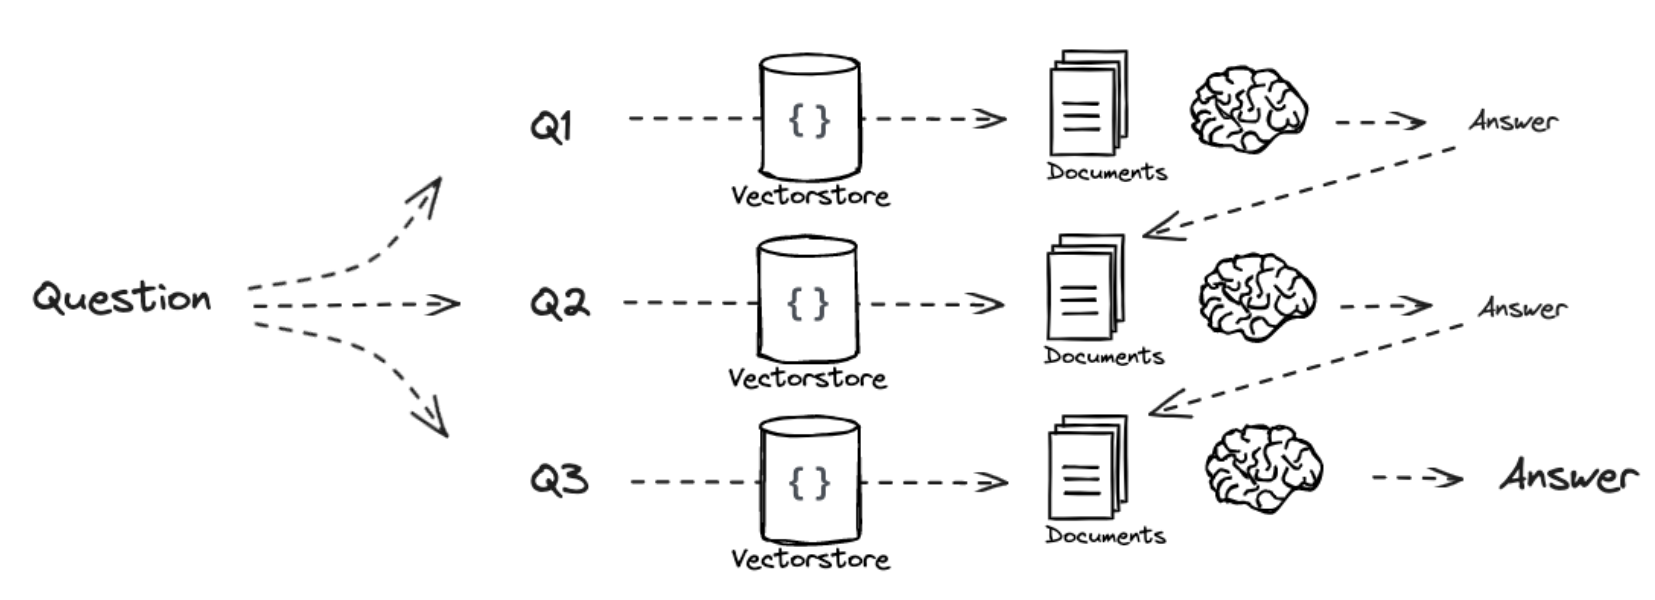 Question
Q1
{ }
Vectorstore
Documents
Answer
Q2
{ }
Vectorstore
Documents
Answer
Q3
{ }
Vectorstore
Documents
Answer